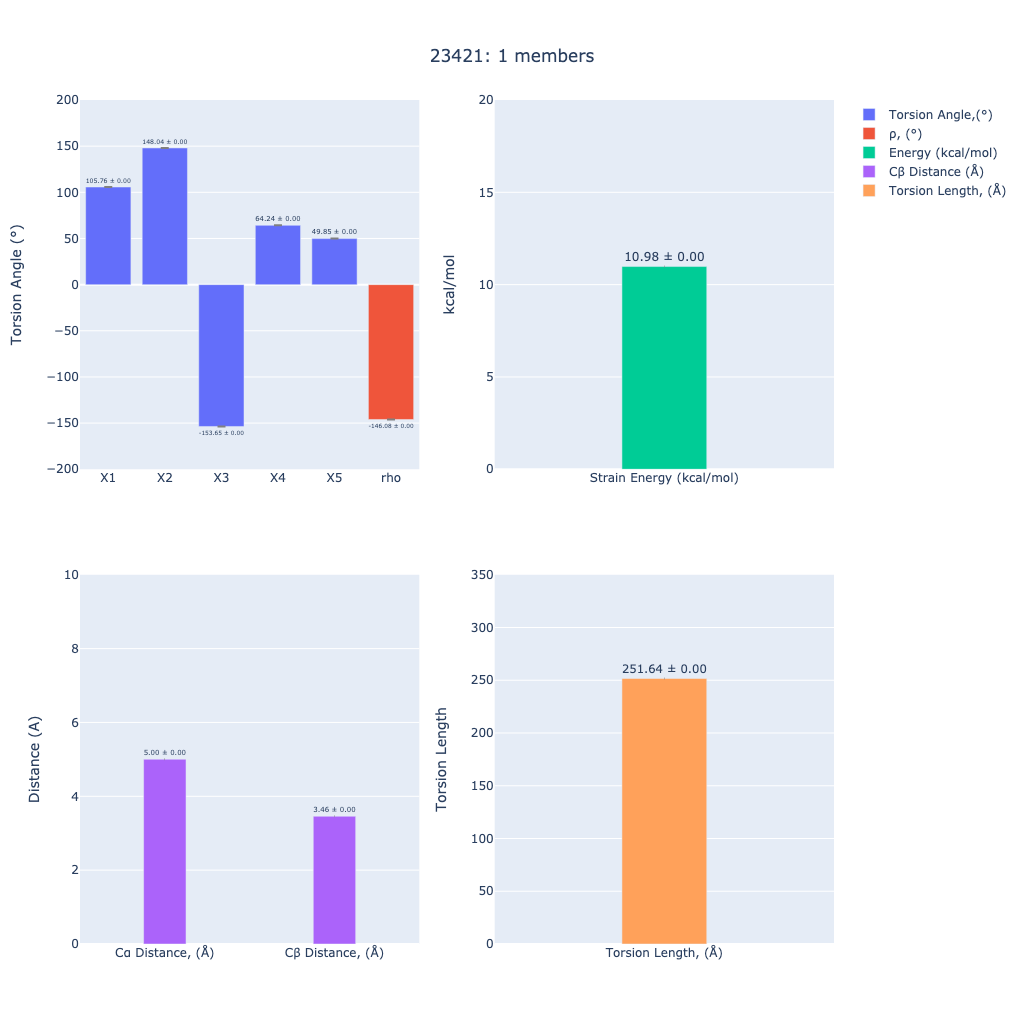 23421: 1 members
200
150
100
50
0
−50
−100
−150
−200
Torsion Angle (°)
105.76 ± 0.00
148.04 ± 0.00
-153.65 ± 0.00
64.24 ± 0.00
49.85 ± 0.00
-146.08 ± 0.00
X1 X2 X3 X4 X5 rho
20
15
10
5
0
kcal/mol
10.98 ± 0.00
Strain Energy (kcal/mol)
Torsion Angle,(°)
ρ, (°)
Energy (kcal/mol)
Cβ Distance (Å)
Torsion Length, (Å)
10
8
6
4
2
0
Distance (A)
5.00 ± 0.00
3.46 ± 0.00
Cα Distance, (Å) Cβ Distance, (Å)
350
300
250
200
150
100
50
0
Torsion Length
251.64 ± 0.00
Torsion Length, (Å)